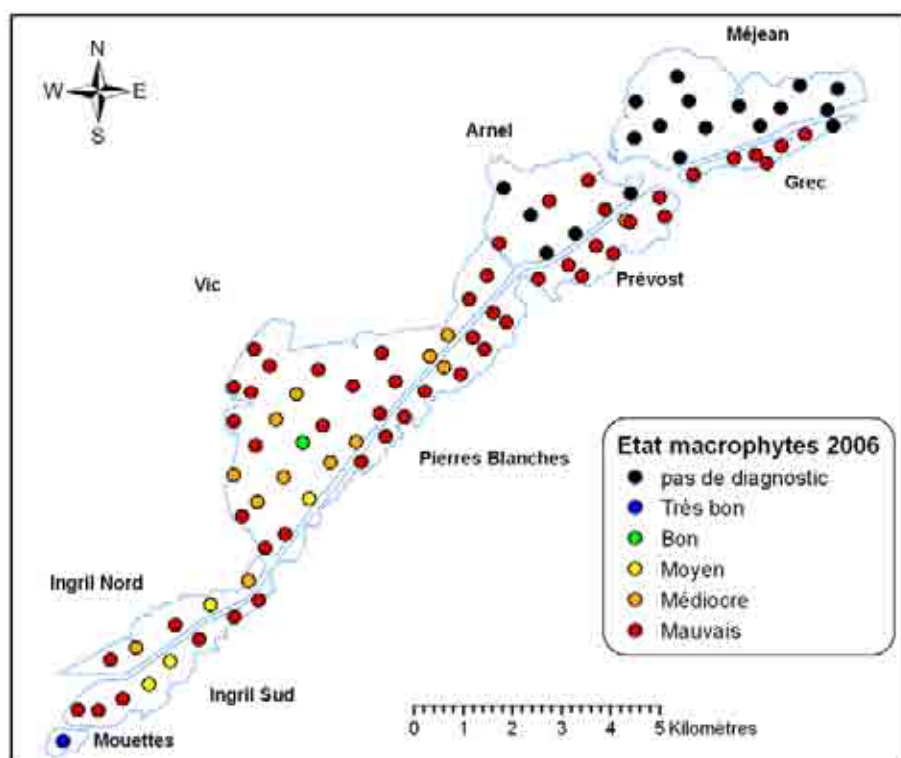 Méjean
N
W E
S
Arnel
Grec
Prévost
Vic
Pierres Blanches
Etat macrophytes 2006
pas de diagnostic
Très bon
Bon
Moyen
Médiocre
Mauvais
Ingril Nord
Ingril Sud
Mouettes
0 1 2 3 4 5 Kilomètres